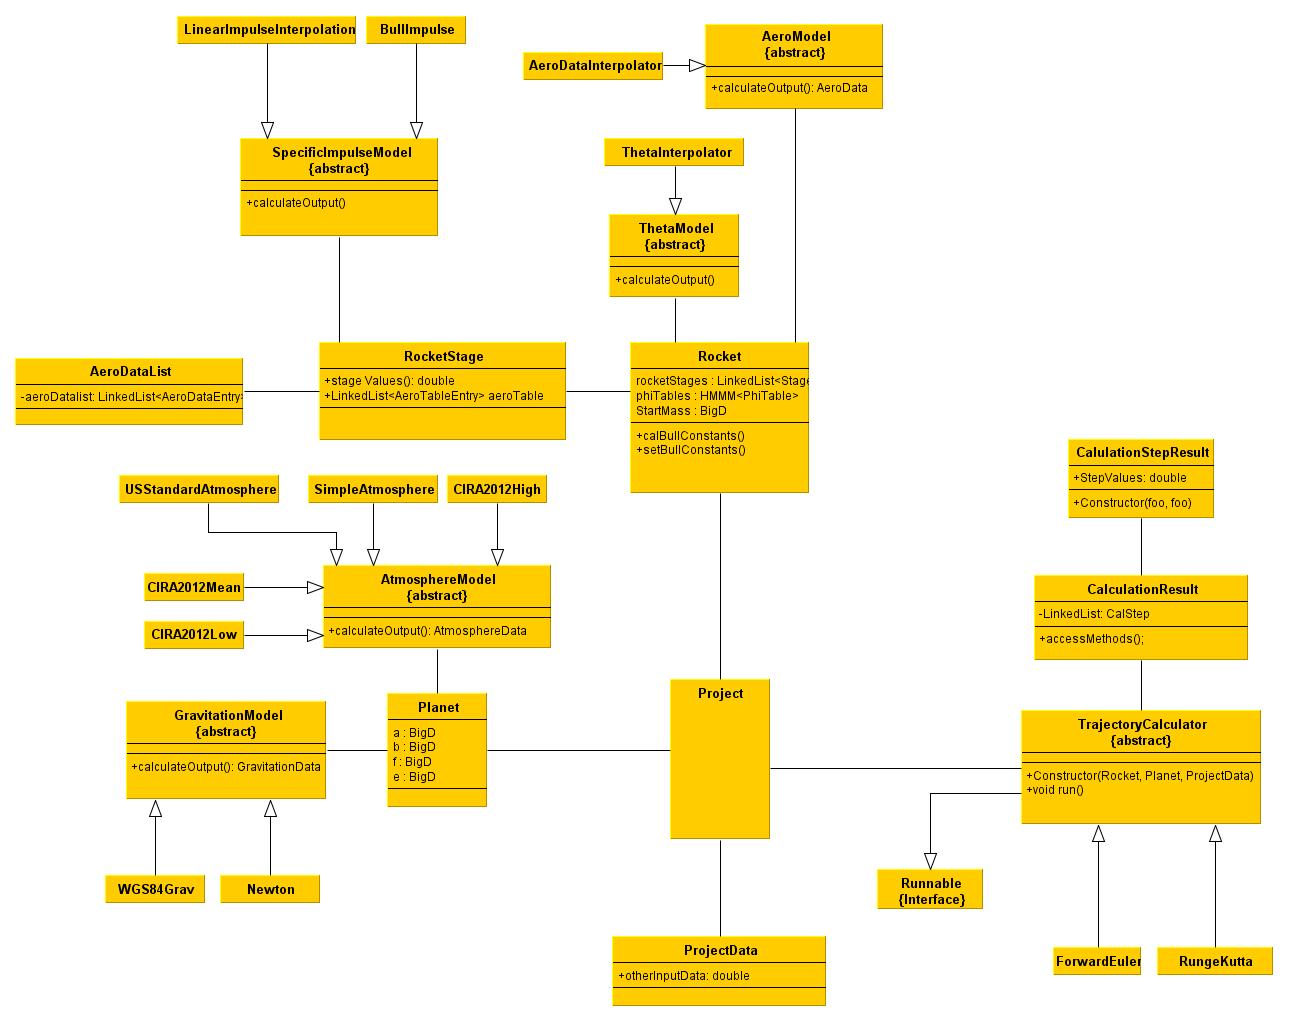 LinearImpulseInterpolation
BullImpulse
AeroModel
{abstract}
+calculateOutput(): AeroData
AeroDataInterpolator
SpecificImpulseModel
{abstract}
+calculateOutput()
ThetaInterpolator
ThetaModel
{abstract}
+calculateOutput()
AeroDataList
-aeroDatalist: LinkedList<AeroDataEntry>
RocketStage
+stage Values(): double
+LinkedList<AeroTableEntry> aeroTable
Rocket
rocketStages : LinkedList<Stage
phiTables : HMMM<PhiTable>
StartMass : BigD
+calBullConstants()
+setBullConstants()
CalulationStepResult
+StepValues: double
+Constructor(foo, foo)
USStandardAtmosphere
SimpleAtmosphere
CIRA2012High
CIRA2012Mean
CIRA2012Low
AtmosphereModel
{abstract}
+calculateOutput(): AtmosphereData
CalculationResult
-LinkedList: CalStep
+accessMethods();
GravitationModel
{abstract}
+calculateOutput(): GravitationData
Planet
a : BigD
b : BigD
f : BigD
e : BigD
Project
TrajectoryCalculator
{abstract}
+Constructor(Rocket, Planet, ProjectData)
+void run()
WGS84Grav
Newton
Runnable
{Interface}
ProjectData
+otherInputData: double
ForwardEuler
RungeKutta